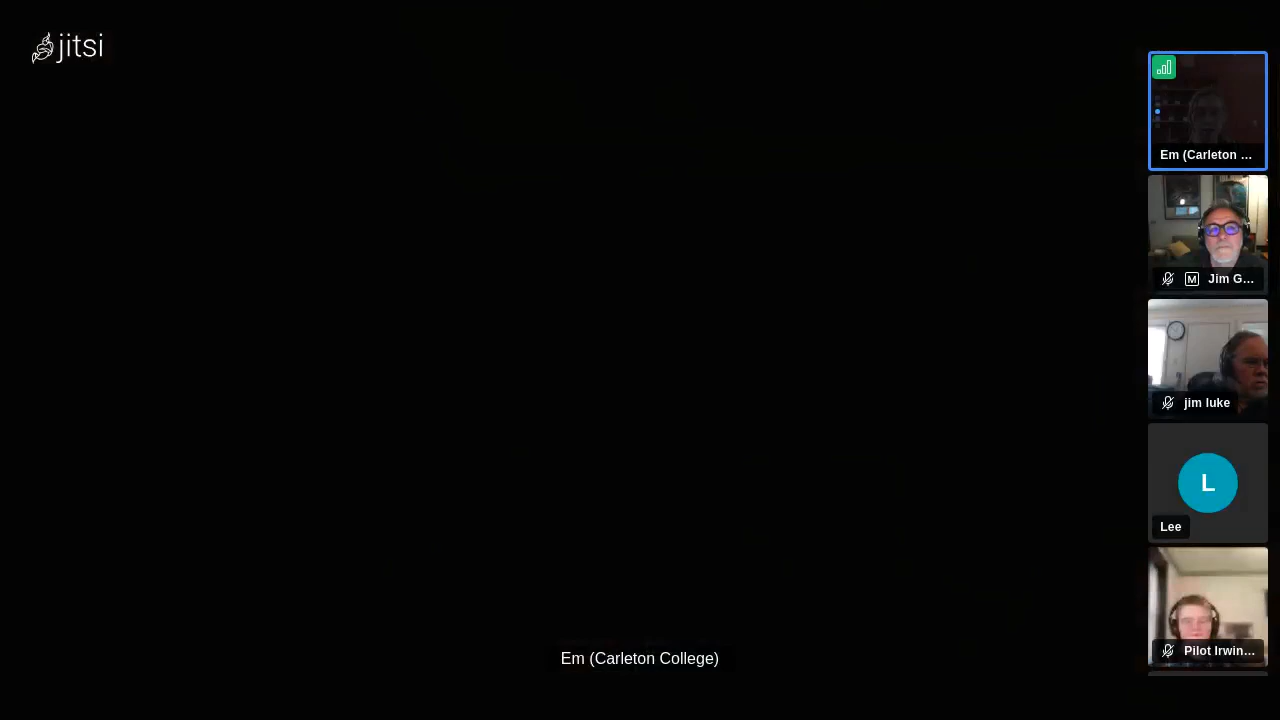 jitsi
Em (Carleton ...
M
Jim G...
jim luke
L
Lee
Pilot Irwin...
Em (Carleton College)